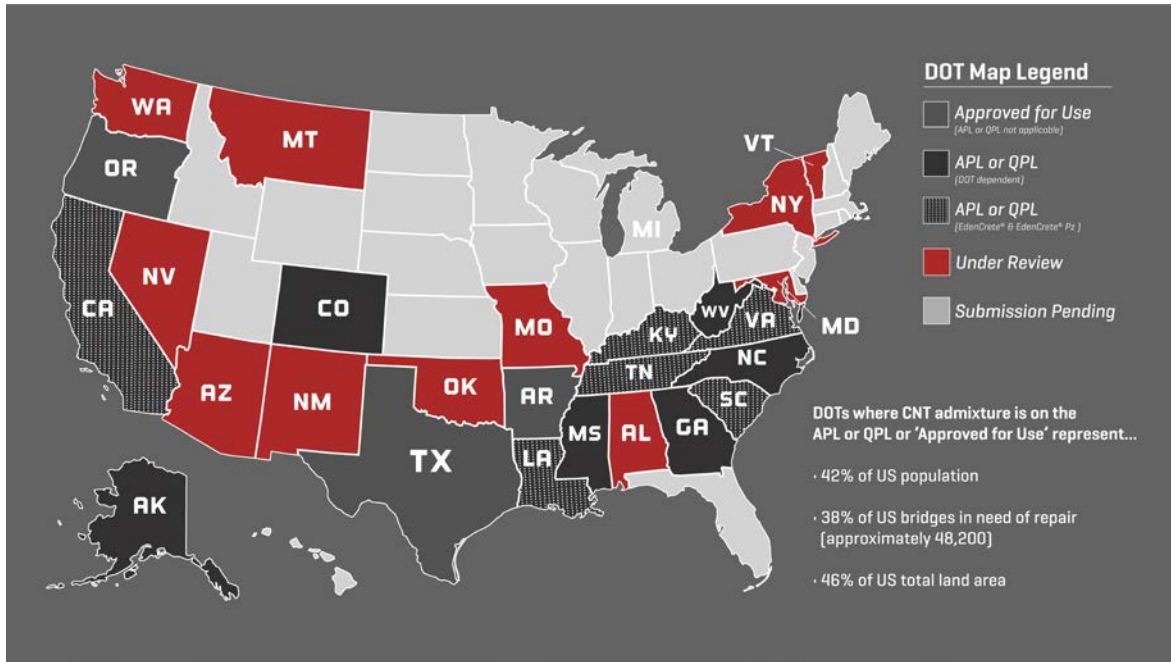 WA
MT
OR
VT
MI
NY
NV
CA
CO
MO
WV
VA
MD
KY
AZ
NM
OK
TN
NC
AR
SC
TX
MS
AL
GA
LA
AK
DOT Map Legend
Approved for Use
(APL or QPL not applicable)
APL or QPL
(DOT dependent)
APL or QPL
(EdenCrete® & EdenCrete® Pz )
Under Review
Submission Pending
DOTs where CNT admixture is on the
APL or QPL or 'Approved for Use' represent...
· 42% of US population
· 38% of US bridges in need of repair
(approximately 48,200)
· 46% of US total land area